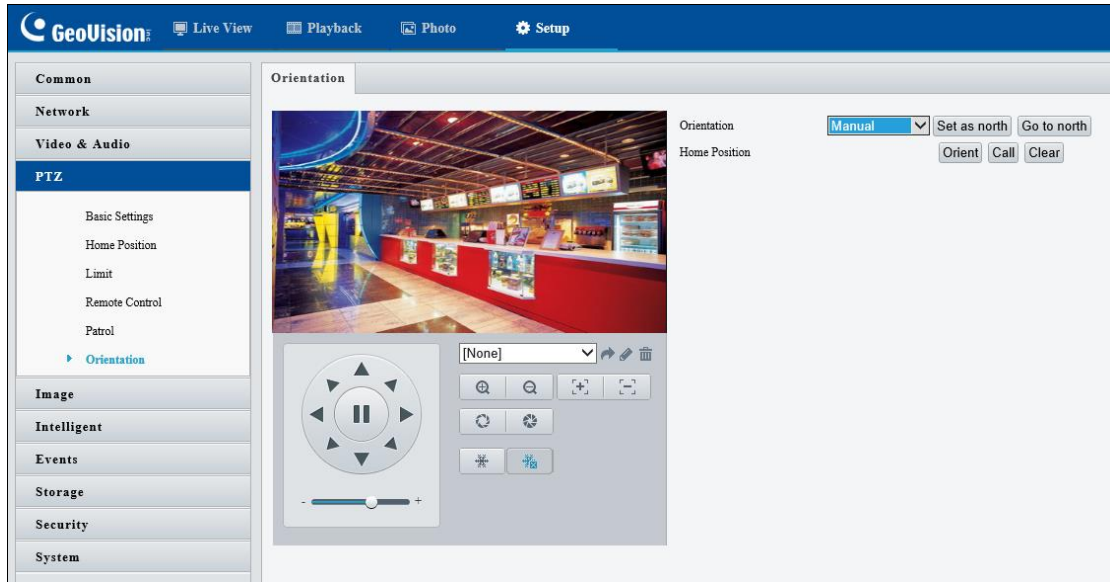 GeoVision Live View Playback Photo Setup
Common
Network
Video & Audio
PTZ
Basic Settings
Home Position
Limit
Remote Control
Patrol
Orientation
Image
Intelligent
Events
Storage
Security
System
Orientation
Orientation Manual Set as north Go to north
Home Position Orient Call Clear
[None]
- +